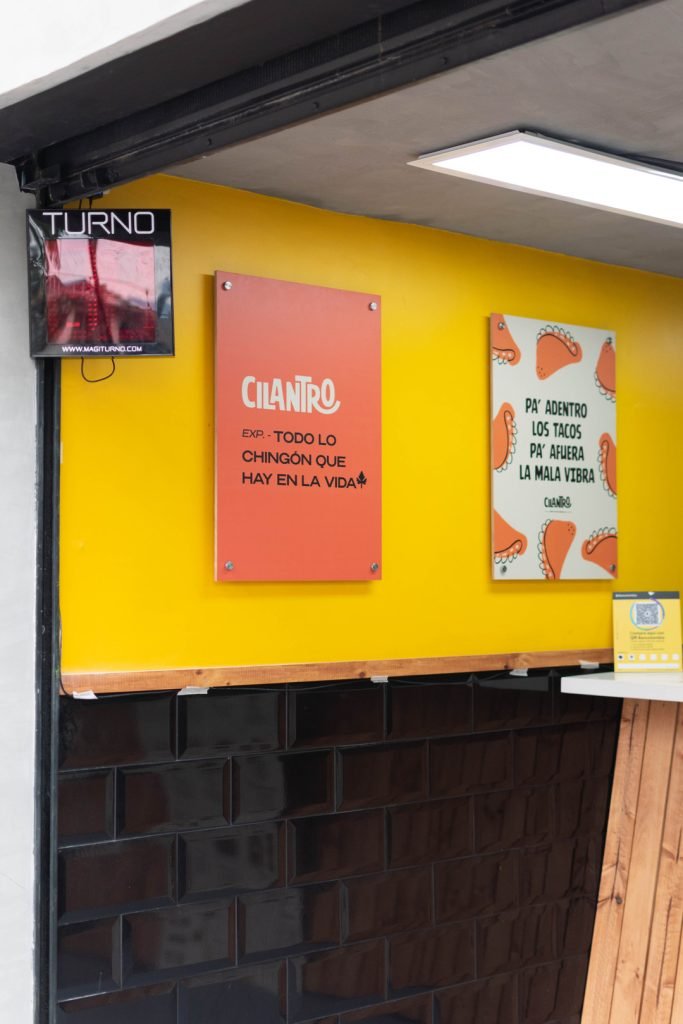 TURNO
WWW.MAGITURNO.COM
CILANTRO
EXP. - TODO LO
CHINGÓN QUE
HAY EN LA VIDA
PA' ADENTRO
LOS TACOS
PA' AFUERA
LA MALA VIBRA
CILANTRO